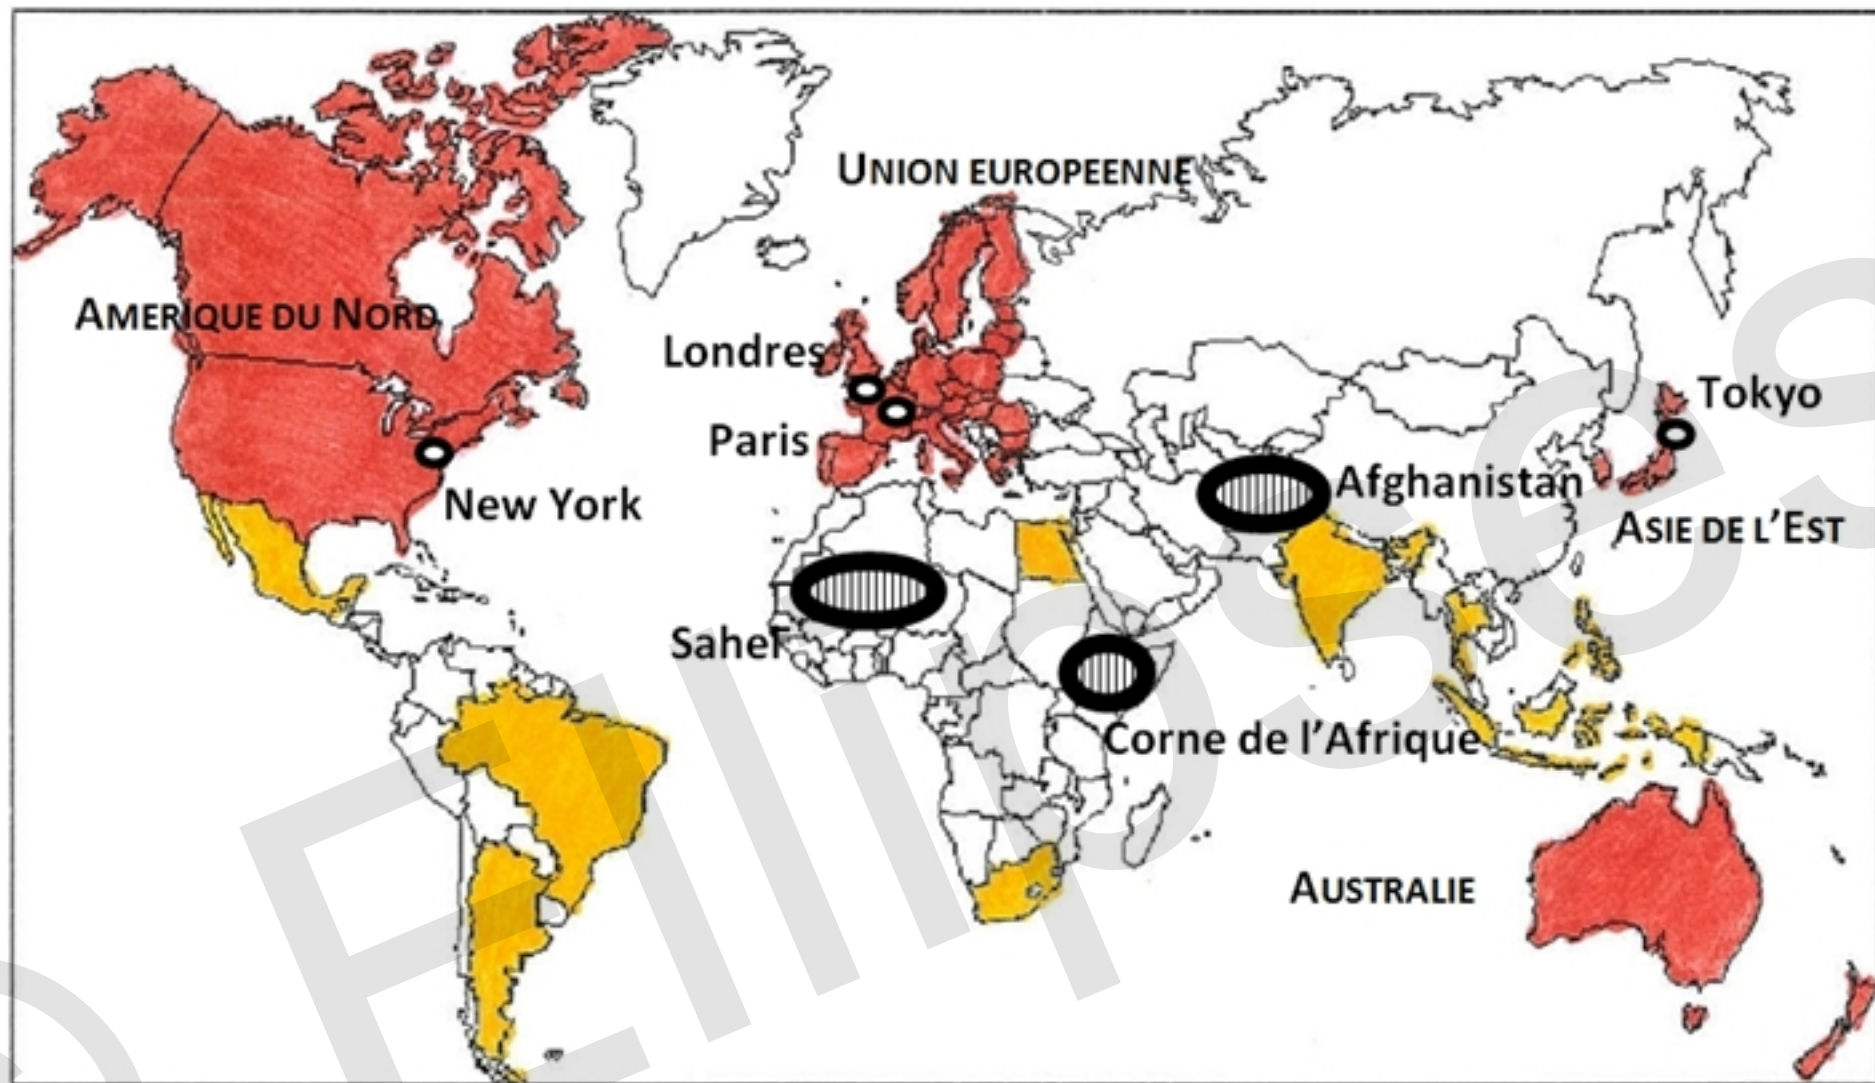 UNION EUROPEENNE
AMERIQUE DU NORD
Londres
Tokyo
Paris
Afghanistan
New York
ASIE DE L'EST
Sahel
Corne de l'Afrique
AUSTRALIE
© Ellipses